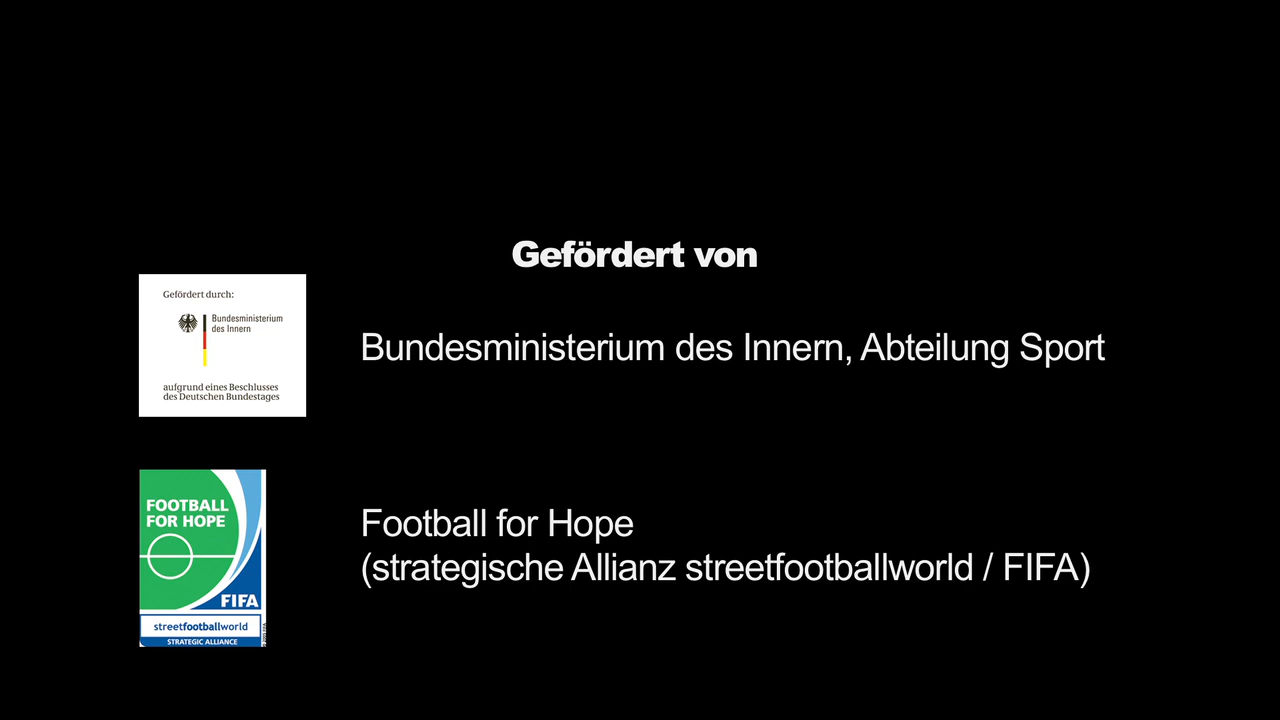 Gefördert von
Gefördert durch:
Bundesministerium
des Innern
aufgrund eines Beschlusses
des Deutschen Bundestages
Bundesministerium des Innern, Abteilung Sport
FOOTBALL
FOR HOPE
FIFA
streetfootballworld
STRATEGIC ALLIANCE
Football for Hope
(strategische Allianz streetfootballworld / FIFA)